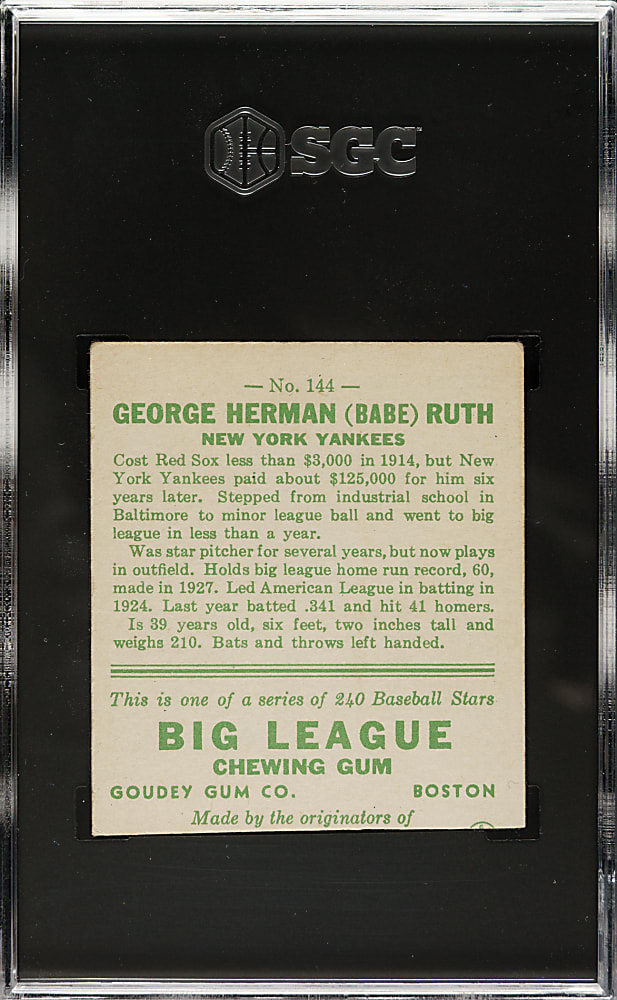 SGC
— No. 144 —
GEORGE HERMAN (BABE) RUTH
NEW YORK YANKEES
Cost Red Sox less than $3,000 in 1914, but New
York Yankees paid about $125,000 for him six
years later. Stepped from industrial school in
Baltimore to minor league ball and went to big
league in less than a year.
Was star pitcher for several years, but now plays
in outfield. Holds big league home run record, 60,
made in 1927. Led American League in batting in
1924. Last year batted .341 and hit 41 homers.
Is 39 years old, six feet, two inches tall and
weighs 210. Bats and throws left handed.
This is one of a series of 240 Baseball Stars
BIG LEAGUE
CHEWING GUM
GOUDEY GUM CO. BOSTON
Made by the originators of